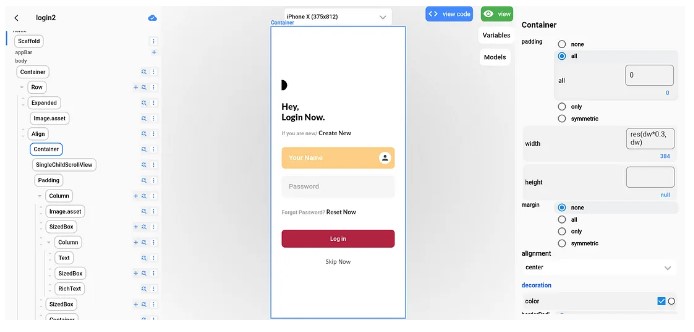 login2
Scaffold
appBar
body
Container
Row
Expanded
Image.asset
Align
Container
SingleChildScrollView
Padding
Column
Image.asset
SizedBox
Column
Text
SizedBox
RichText
SizedBox
Container
iPhone X (375x812)
Container
Hey,
Login Now.
If you are new/ Create New
Your Name
Password
Forgot Password? Reset Now
Log in
Skip Now
<> view code
view
Variables
Models
Container
padding
none
all
all
0
0
only
symmetric
width
res(dw*0.3, 
dw)
384
height
null
margin
none
all
only
symmetric
alignment
center
decoration
color